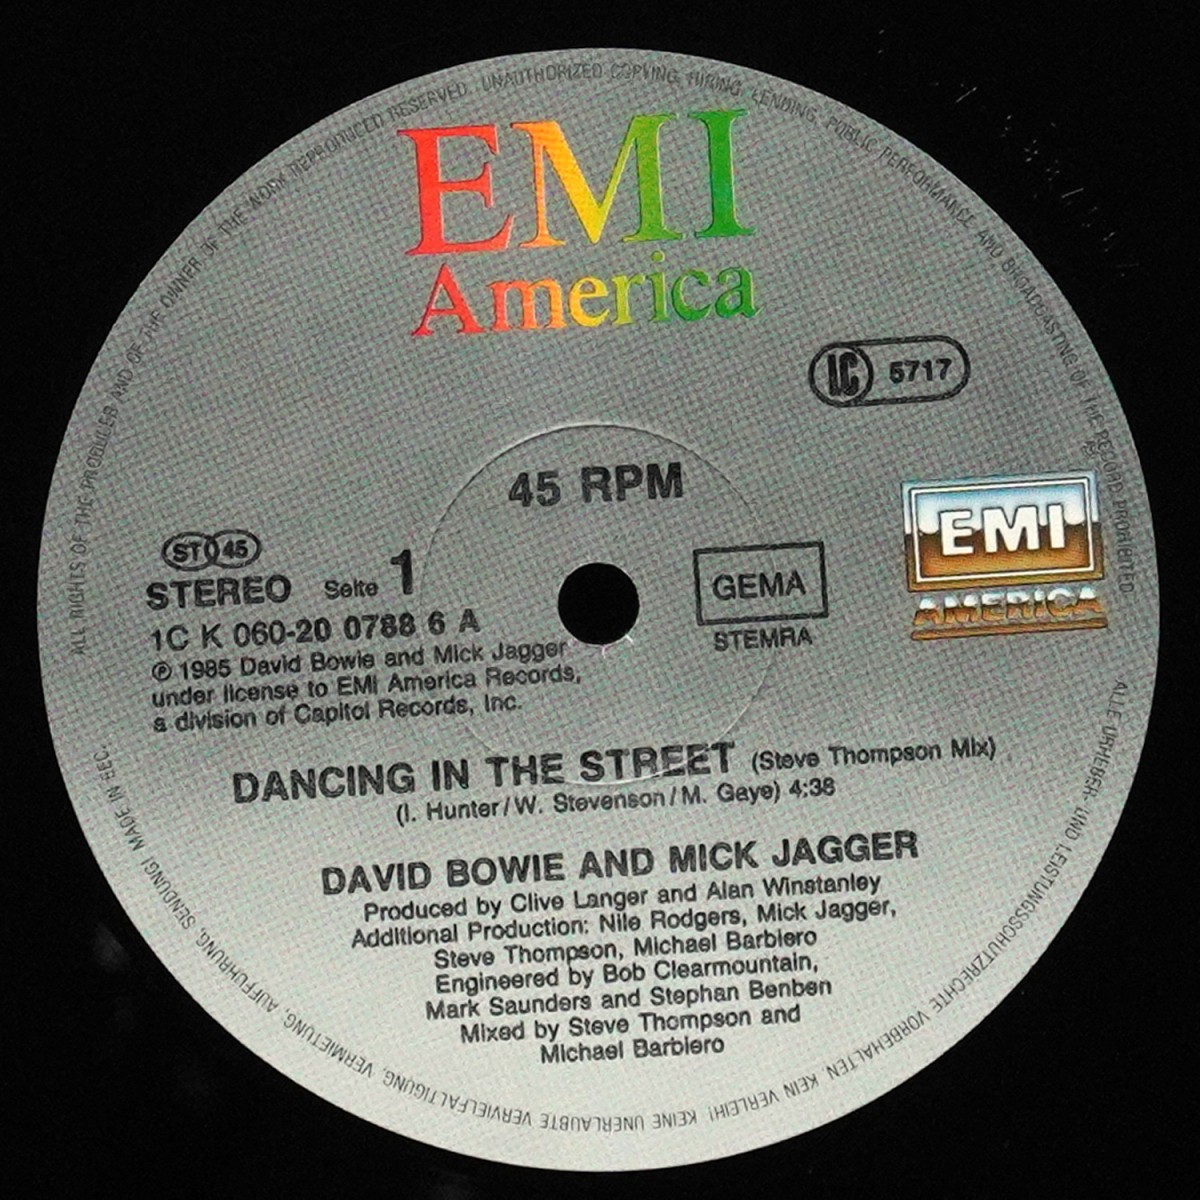 ALL RIGHTS OF THE PRODUCER AND OF THE OWNER OF THE WORK REPRODUCED RESERVED. UNAUTHORIZED COPYING, HIRING, LENDING, PUBLIC PERFORMANCE AND BROADCASTING OF THE RECORD PROHIBITED
EMI
America
LC 5717
45 RPM
EMI
AMERICA
ST 45
STEREO Seite 1
GEMA
STEMRA
1C K 060-20 0788 6 A
℗ 1985 David Bowie and Mick Jagger
under license to EMI America Records,
a division of Capitol Records, Inc.
DANCING IN THE STREET (Steve Thompson Mix)
(I. Hunter/W. Stevenson/M. Gaye) 4:38
DAVID BOWIE AND MICK JAGGER
Produced by Clive Langer and Alan Winstanley
Additional Production: Nile Rodgers, Mick Jagger,
Steve Thompson, Michael Barbiero
Engineered by Bob Clearmountain,
Mark Saunders and Stephan Benben
Mixed by Steve Thompson and
Michael Barbiero
ALLE URHEBER- UND LEISTUNGSSCHUTZRECHTE VORBEHALTEN. KEIN VERLEIH! KEINE UNERLAUBTE VERVIELFÄLTIGUNG, VERMIETUNG, AUFFÜHRUNG, SENDUNG! MADE IN EEC.